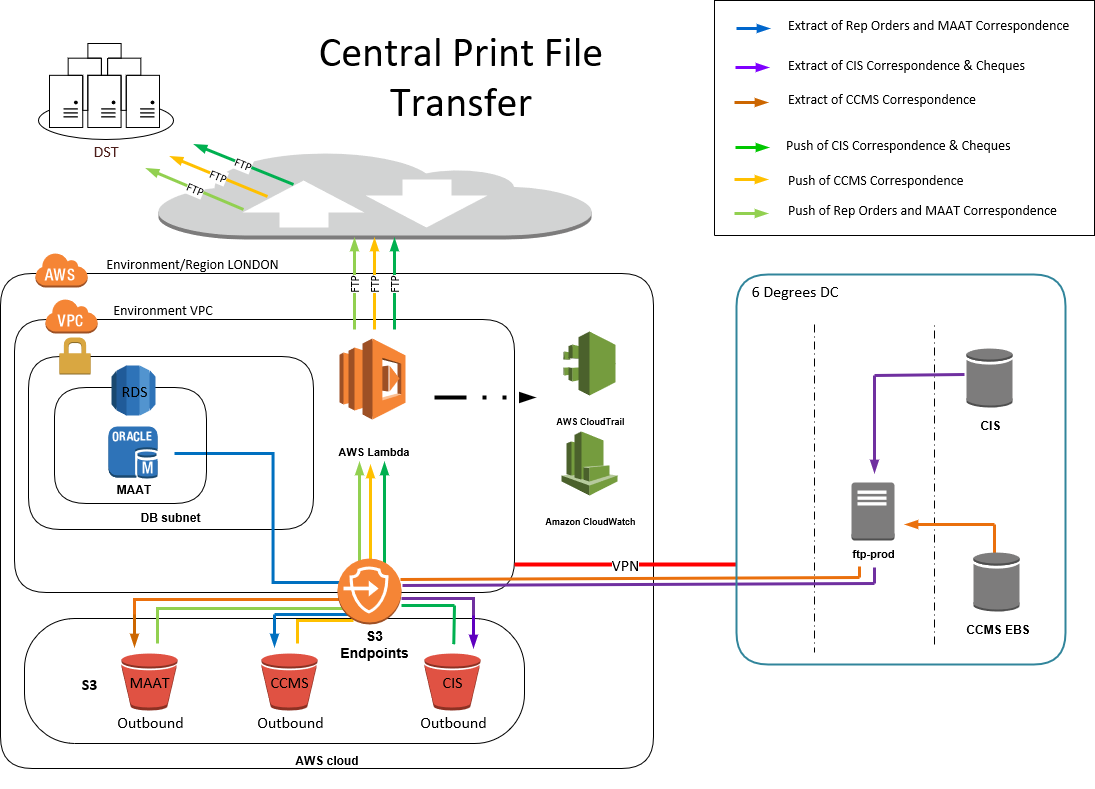 Central Print File
Transfer
Extract of Rep Orders and MAAT Correspondence
Extract of CIS Correspondence & Cheques
Extract of CCMS Correspondence
Push of CIS Correspondence & Cheques
Push of CCMS Correspondence
Push of Rep Orders and MAAT Correspondence
DST
FTP
FTP
FTP
AWS
Environment/Region LONDON
FTP
FTP
FTP
VPC
Environment VPC
6 Degrees DC
RDS
ORACLE
M
MAAT
DB subnet
AWS Lambda
AWS CloudTrail
Amazon CloudWatch
CIS
ftp-prod
CCMS EBS
VPN
S3
Endpoints
S3
MAAT
CCMS
CIS
Outbound
Outbound
Outbound
AWS cloud